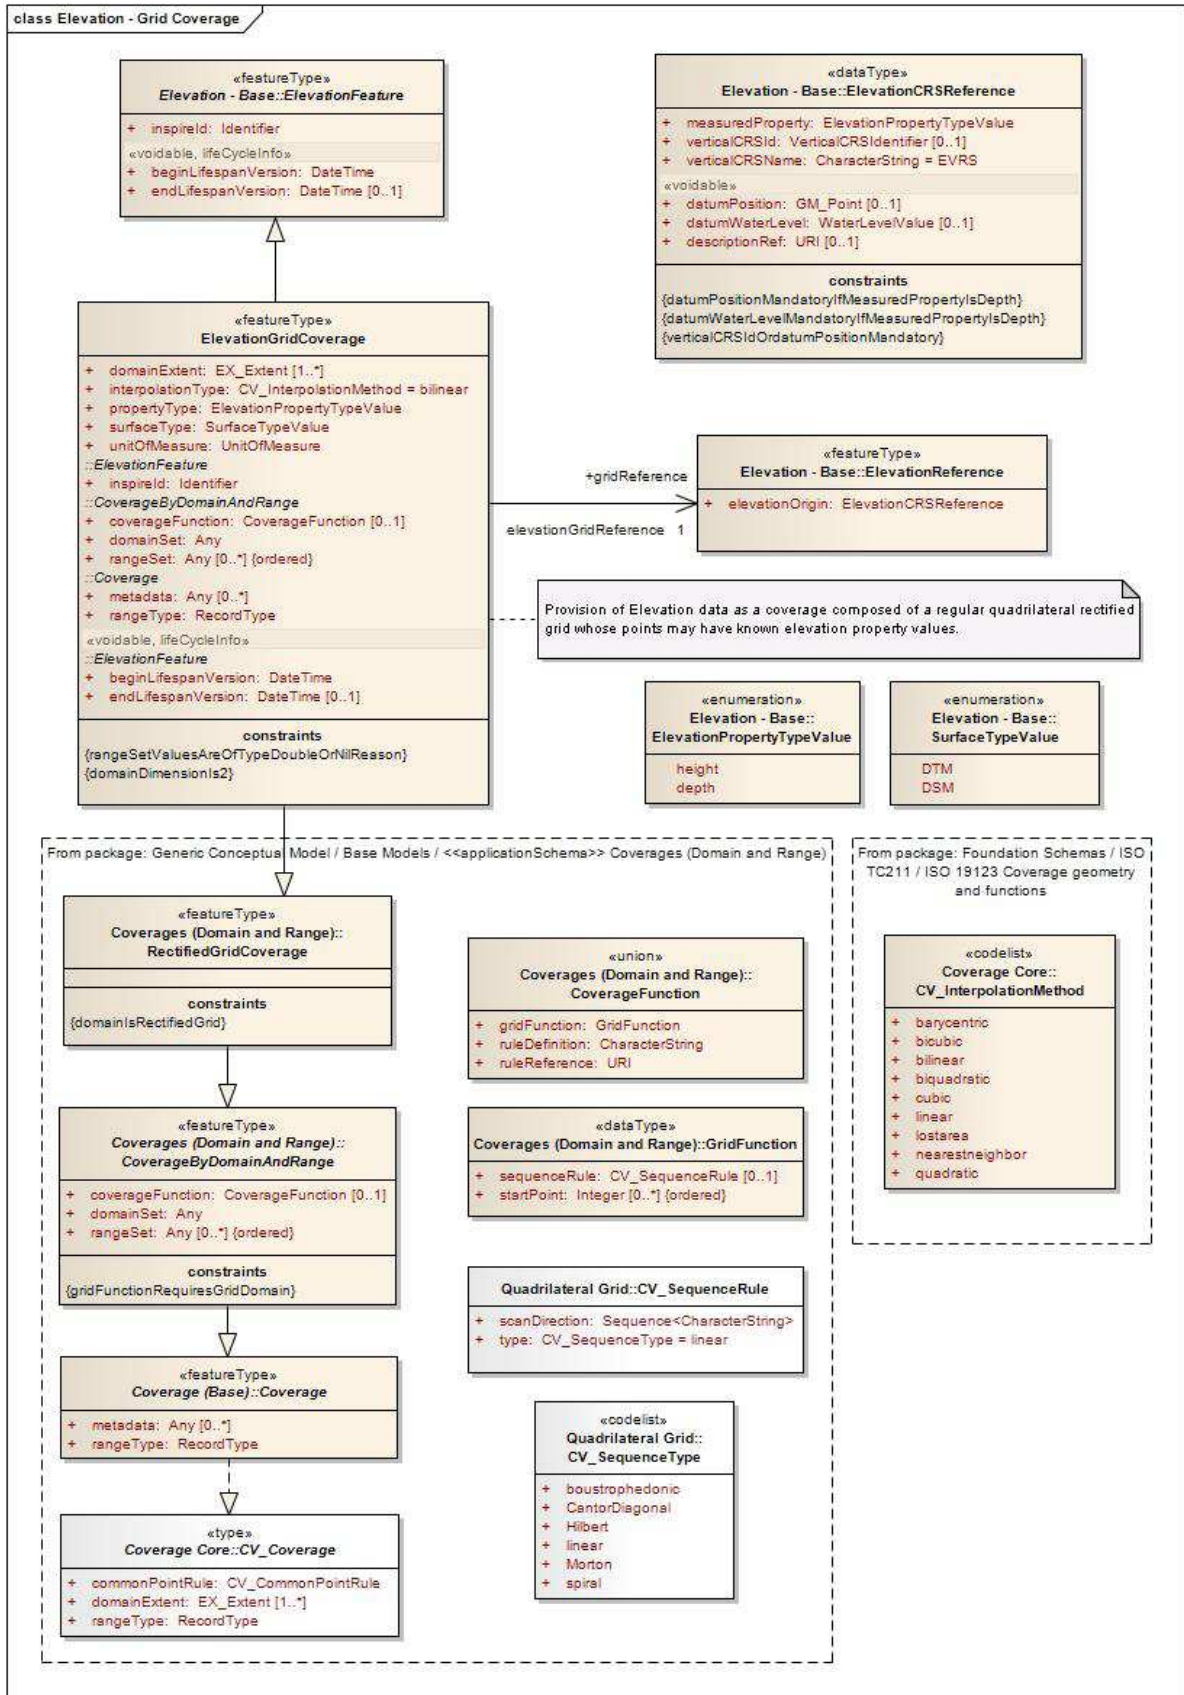 class Elevation - Grid Coverage
«featureType»
Elevation - Base::ElevationFeature
+ inspireId: Identifier
«voidable, lifeCycleInfo»
+ beginLifespanVersion: DateTime
+ endLifespanVersion: DateTime [0..1]
«dataType»
Elevation - Base::ElevationCRSReference
+ measuredProperty: ElevationPropertyTypeValue
+ verticalCRSId: VerticalCRSIdentifier [0..1]
+ verticalCRSName: CharacterString = EVRS
«voidable»
+ datumPosition: GM_Point [0..1]
+ datumWaterLevel: WaterLevelValue [0..1]
+ descriptionRef: URI [0..1]
constraints
{datumPositionMandatoryIfMeasuredPropertyIsDepth}
{datumWaterLevelMandatoryIfMeasuredPropertyIsDepth}
{verticalCRSIdOrdatumPositionMandatory}
«featureType»
ElevationGridCoverage
+ domainExtent: EX_Extent [1..*]
+ interpolationType: CV_InterpolationMethod = bilinear
+ propertyType: ElevationPropertyTypeValue
+ surfaceType: SurfaceTypeValue
+ unitOfMeasure: UnitOfMeasure
::ElevationFeature
+ inspireId: Identifier
::CoverageByDomainAndRange
+ coverageFunction: CoverageFunction [0..1]
+ domainSet: Any
+ rangeSet: Any [0..*] {ordered}
::Coverage
+ metadata: Any [0..*]
+ rangeType: RecordType
«voidable, lifeCycleInfo»
::ElevationFeature
+ beginLifespanVersion: DateTime
+ endLifespanVersion: DateTime [0..1]
constraints
{rangeSetValuesAreOfTypeDoubleOrNilReason}
{domainDimensionIs2}
+gridReference
elevationGridReference 1
«featureType»
Elevation - Base::ElevationReference
+ elevationOrigin: ElevationCRSReference
Provision of Elevation data as a coverage composed of a regular quadrilateral rectified
grid whose points may have known elevation property values.
«enumeration»
Elevation - Base::
ElevationPropertyTypeValue
height
depth
«enumeration»
Elevation - Base::
SurfaceTypeValue
DTM
DSM
From package: Generic Conceptual Model / Base Models / <<applicationSchema>> Coverages (Domain and Range)
«featureType»
Coverages (Domain and Range)::
RectifiedGridCoverage
constraints
{domainIsRectifiedGrid}
«featureType»
Coverages (Domain and Range)::
CoverageByDomainAndRange
+ coverageFunction: CoverageFunction [0..1]
+ domainSet: Any
+ rangeSet: Any [0..*] {ordered}
constraints
{gridFunctionRequiresGridDomain}
«featureType»
Coverage (Base)::Coverage
+ metadata: Any [0..*]
+ rangeType: RecordType
«type»
Coverage Core::CV_Coverage
+ commonPointRule: CV_CommonPointRule
+ domainExtent: EX_Extent [1..*]
+ rangeType: RecordType
«union»
Coverages (Domain and Range)::
CoverageFunction
+ gridFunction: GridFunction
+ ruleDefinition: CharacterString
+ ruleReference: URI
«dataType»
Coverages (Domain and Range)::GridFunction
+ sequenceRule: CV_SequenceRule [0..1]
+ startPoint: Integer [0..*] {ordered}
Quadrilateral Grid::CV_SequenceRule
+ scanDirection: Sequence<CharacterString>
+ type: CV_SequenceType = linear
«codelist»
Quadrilateral Grid::
CV_SequenceType
+ boustrophedonic
+ CantorDiagonal
+ Hilbert
+ linear
+ Morton
+ spiral
From package: Foundation Schemas / ISO
TC211 / ISO 19123 Coverage geometry
and functions
«codelist»
Coverage Core::
CV_InterpolationMethod
+ barycentric
+ bicubic
+ bilinear
+ biquadratic
+ cubic
+ linear
+ lostarea
+ nearestneighbor
+ quadratic